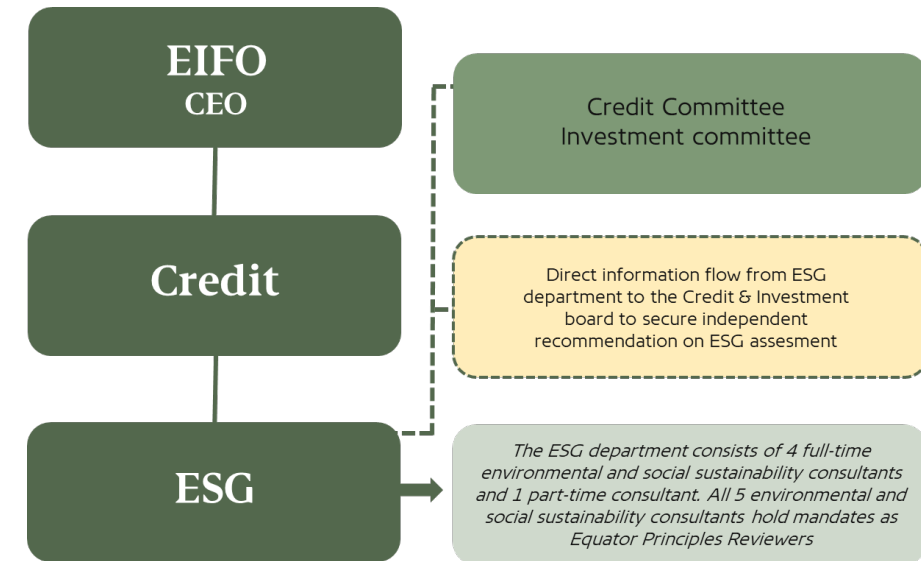 EIFO
CEO
Credit Committee
Investment committee
Credit
Direct information flow from ESG
department to the Credit & Investment
board to secure independent
recommendation on ESG assesment
ESG
The ESG department consists of 4 full-time
environmental and social sustainability consultants
and 1 part-time consultant. All 5 environmental and
social sustainability consultants hold mandates as
Equator Principles Reviewers